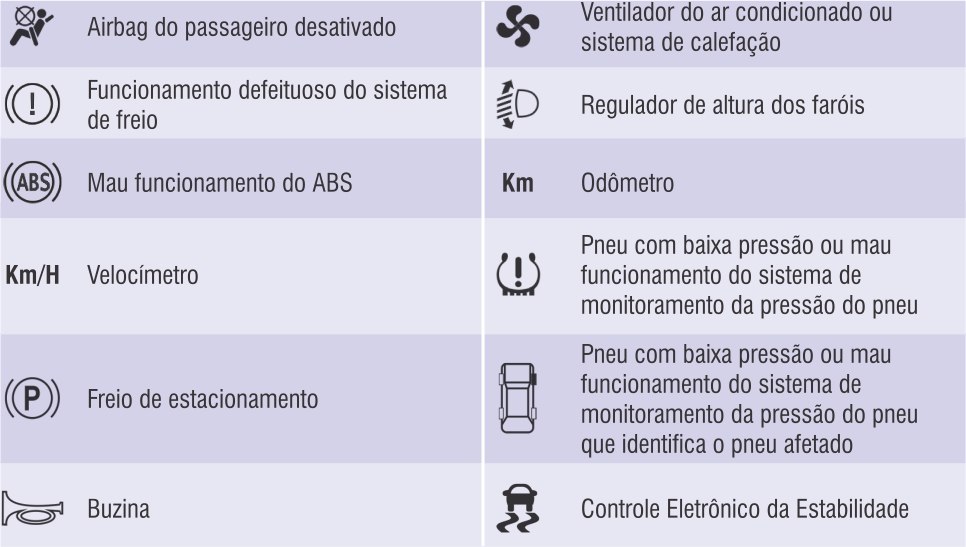 Airbag do passageiro desativado
Ventilador do ar condicionado ou
sistema de calefação
!
Funcionamento defeituoso do sistema
de freio
Regulador de altura dos faróis
ABS
Mau funcionamento do ABS
Km
Odômetro
Km/H
Velocímetro
!
Pneu com baixa pressão ou mau
funcionamento do sistema de
monitoramento da pressão do pneu
P
Freio de estacionamento
Pneu com baixa pressão ou mau
funcionamento do sistema de
monitoramento da pressão do pneu
que identifica o pneu afetado
Buzina
Controle Eletrônico da Estabilidade